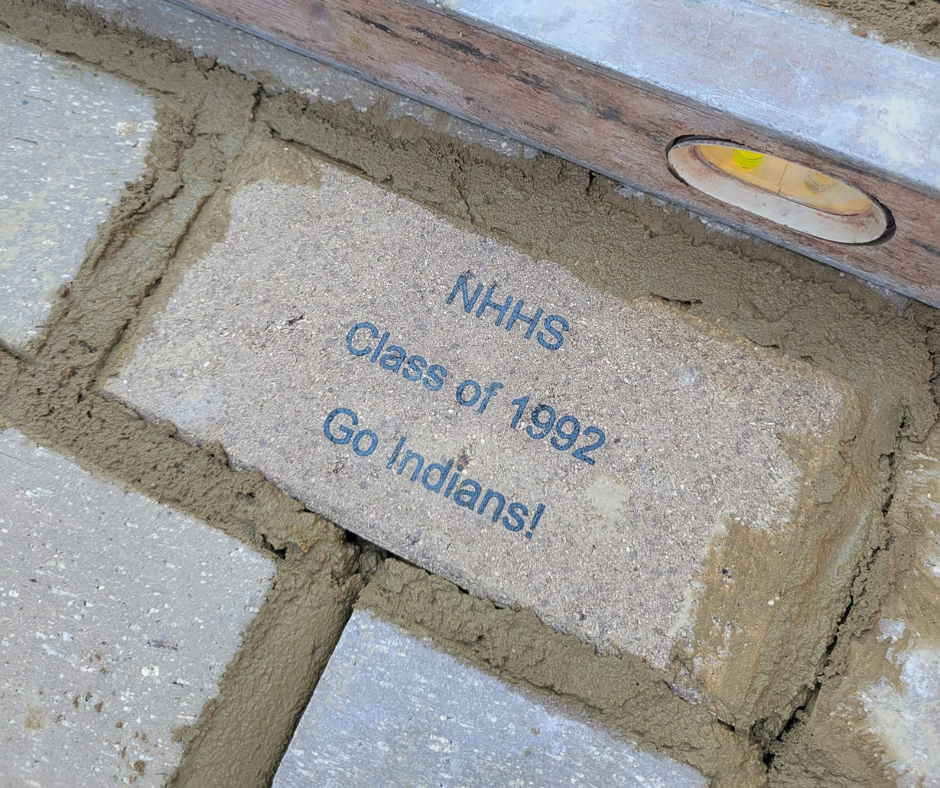 NHHS
Class of 1992
Go Indians!